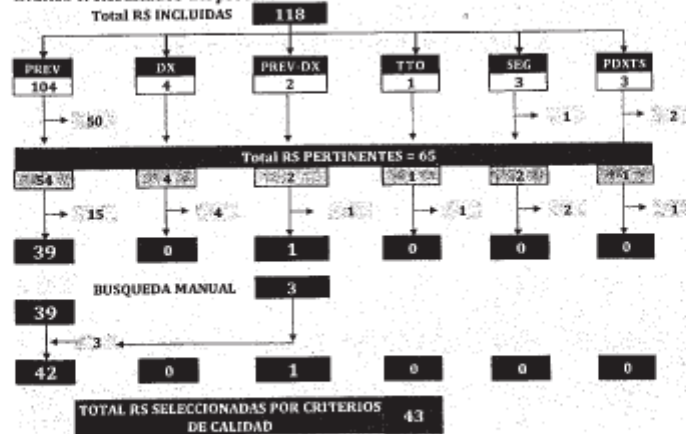 Total RS INCLUIDAS 118
PREV DX PREV-DX TTO SEG PDXTS
104 4 2 1 3 3
50 1 2
Total RS PERTINENTES = 65
54 4 2 1 2 1
15 4 1 1 2 1
39 0 1 0 0 0
BUSQUEDA MANUAL 3
39
3
42 0 1 0 0 0
TOTAL RS SELECCIONADAS POR CRITERIOS 43
DE CALIDAD